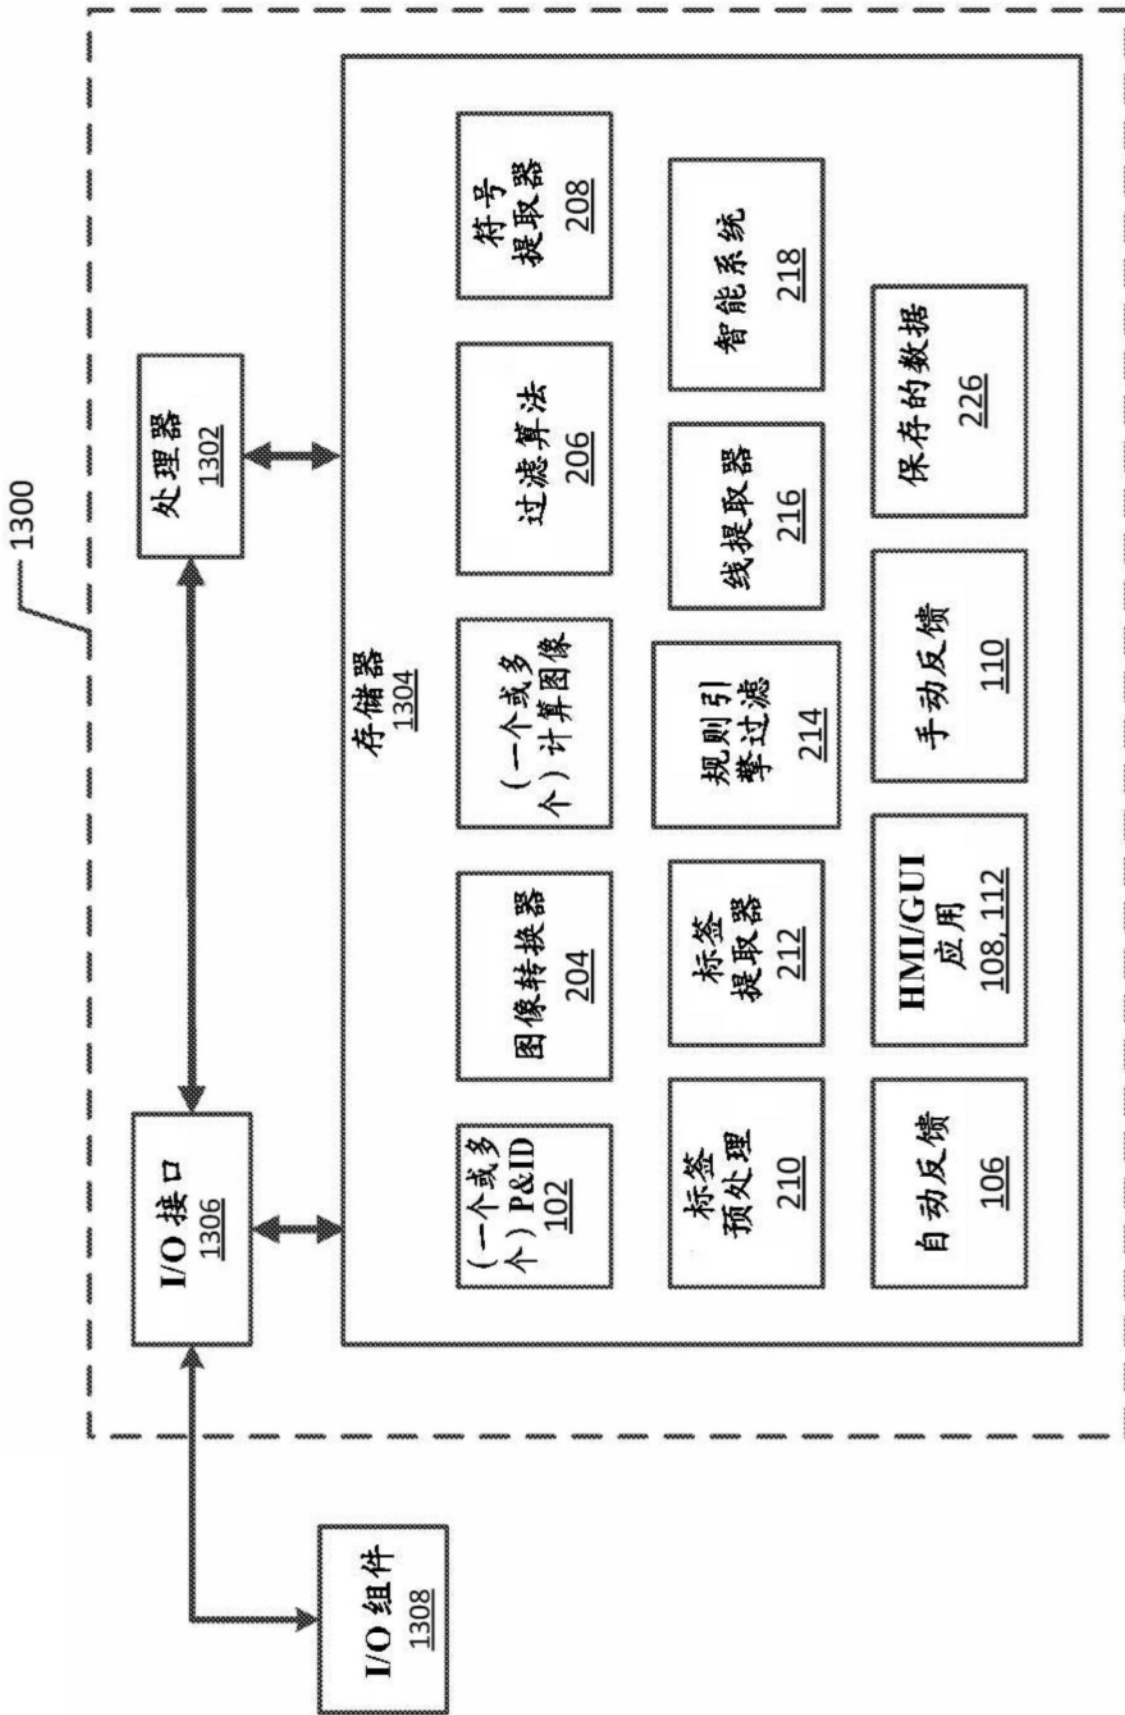 1300
I/O 组件
1308
I/O 接口
1306
处理器
1302
存储器
1304
(一个或多
个) P&ID
102
图像转换器
204
(一个或多
个) 计算图像
过滤算法
206
符号
提取器
208
标签
预处理
210
标签
提取器
212
规则引
擎过滤
214
线提取器
216
智能系统
218
自动反馈
106
HMI/GUI
应用
108, 112
手动反馈
110
保存的数据
226